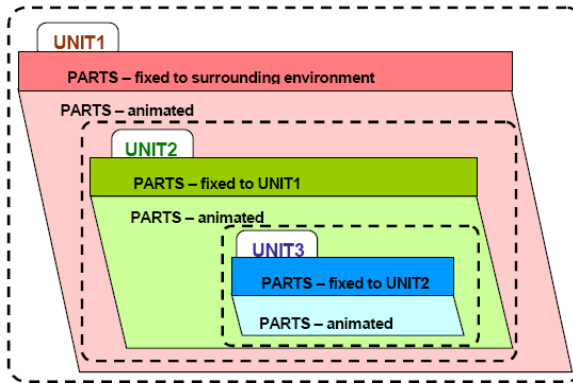 UNIT1
PARTS – fixed to surrounding environment
PARTS – animated
UNIT2
PARTS – fixed to UNIT1
PARTS – animated
UNIT3
PARTS – fixed to UNIT2
PARTS – animated